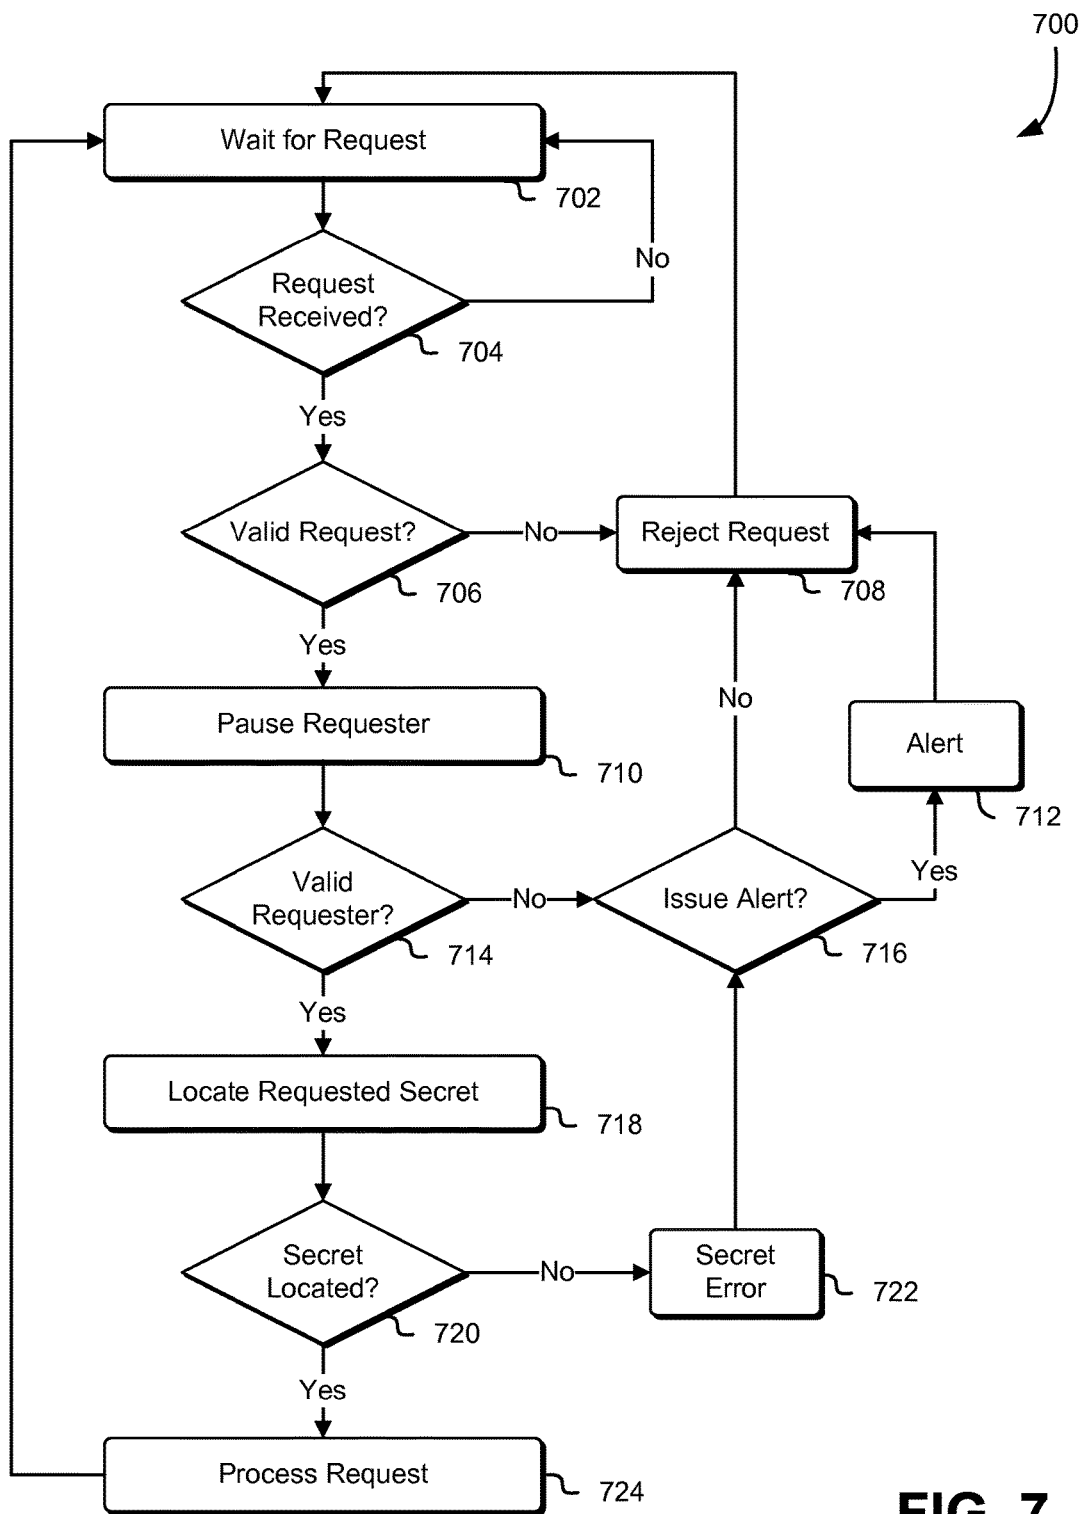 700
Wait for Request
702
No
Request
Received?
704
Yes
Valid Request?
No
Reject Request
706
708
Yes
No
Pause Requester
Alert
710
712
Valid
Requester?
No
Issue Alert?
Yes
714
716
Yes
Locate Requested Secret
718
Secret
Located?
No
Secret
Error
722
720
Yes
Process Request
724
FIG. 7